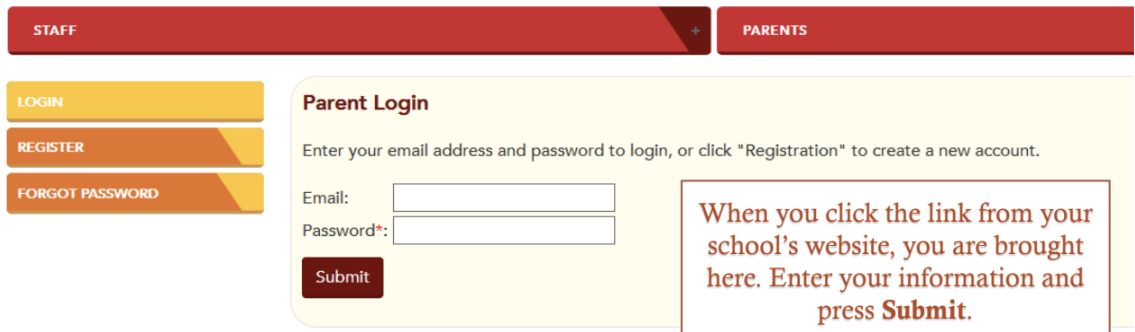 STAFF + PARENTS
LOGIN
REGISTER
FORGOT PASSWORD
Parent Login
Enter your email address and password to login, or click "Registration" to create a new account.
Email:
Password*:
Submit
When you click the link from your
school's website, you are brought
here. Enter your information and
press Submit.